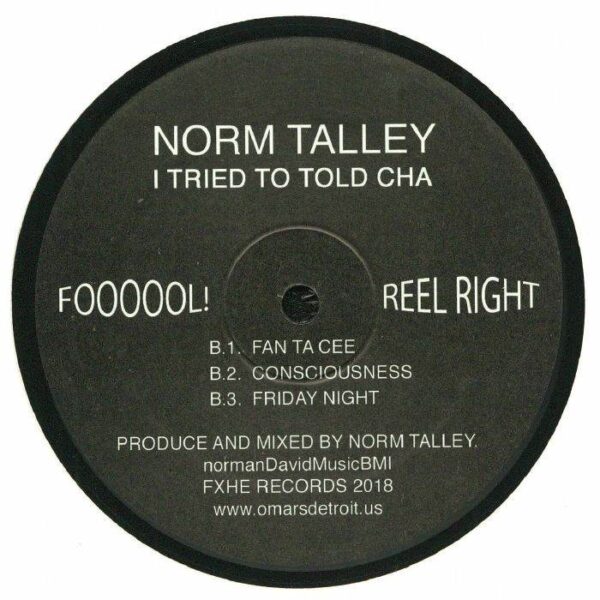 NORM TALLEY
I TRIED TO TOLD CHA
FOOOOOL!
REEL RIGHT
B.1. FAN TA CEE
B.2. CONSCIOUSNESS
B.3. FRIDAY NIGHT
PRODUCE AND MIXED BY NORM TALLEY.
normanDavidMusicBMI
FXHE RECORDS 2018
www.omarsdetroit.us